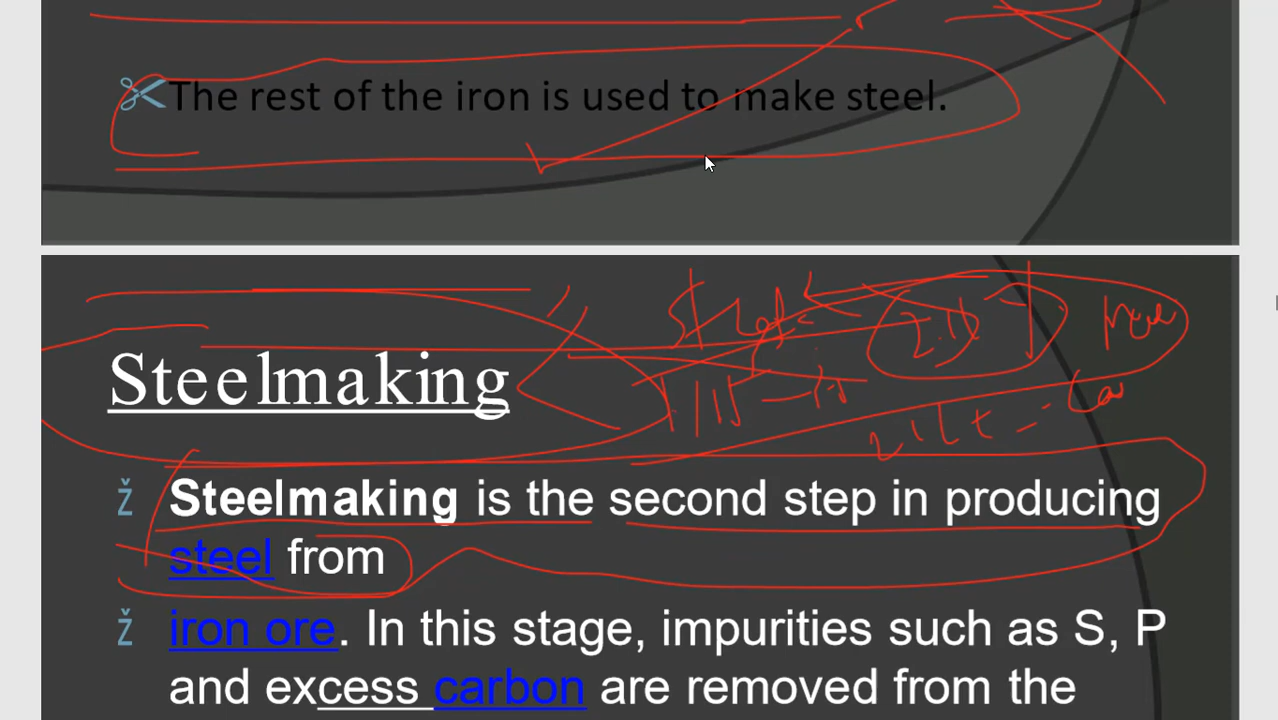 The rest of the iron is used to make steel.
Steelmaking
Ž Steelmaking is the second step in producing
steel from
Ž iron ore. In this stage, impurities such as S, P
and excess carbon are removed from the